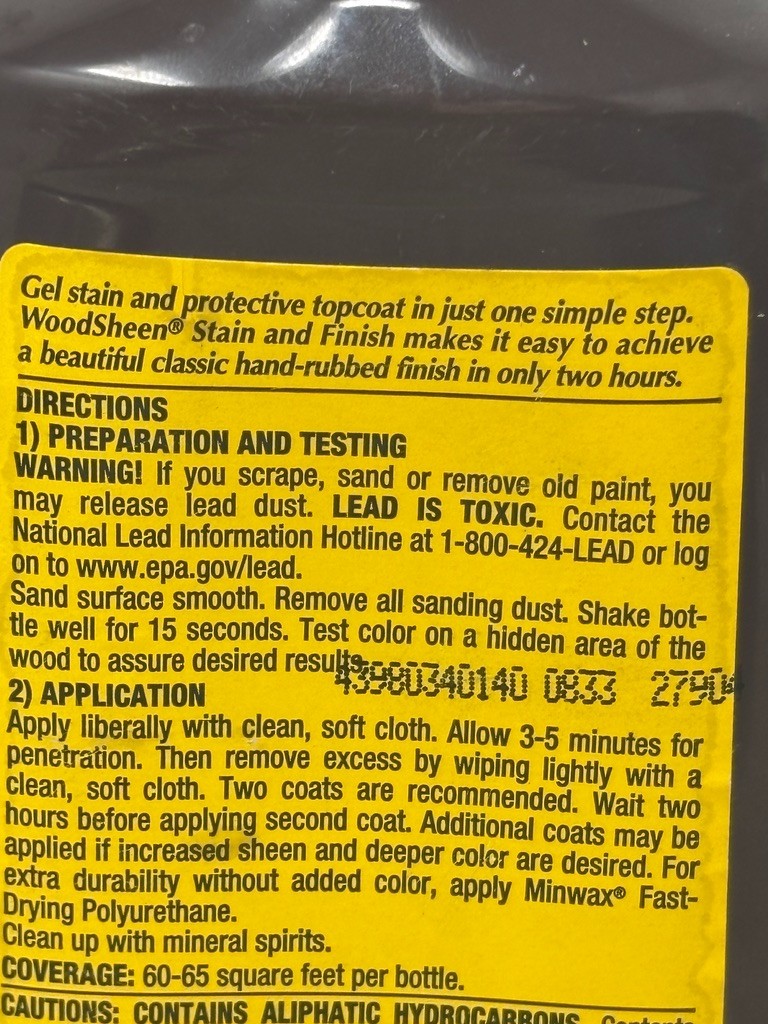 Gel stain and protective topcoat in just one simple step.
WoodSheen® Stain and Finish makes it easy to achieve
a beautiful classic hand-rubbed finish in only two hours.
DIRECTIONS
1) PREPARATION AND TESTING
WARNING! If you scrape, sand or remove old paint, you
may release lead dust. LEAD IS TOXIC. Contact the
National Lead Information Hotline at 1-800-424-LEAD or log
on to www.epa.gov/lead.
Sand surface smooth. Remove all sanding dust. Shake bot-
tle well for 15 seconds. Test color on a hidden area of the
wood to assure desired results.
0833
2) APPLICATION
Apply liberally with clean, soft cloth. Allow 3-5 minutes for
penetration. Then remove excess by wiping lightly with a
clean, soft cloth. Two coats are recommended. Wait two
hours before applying second coat. Additional coats may be
applied if increased sheen and deeper color are desired. For
extra durability without added color, apply Minwax® Fast-
Drying Polyurethane.
Clean up with mineral spirits.
COVERAGE: 60-65 square feet per bottle.
CAUTIONS: CONTAINS ALIPHATIC HYDROCARBONS. Contents